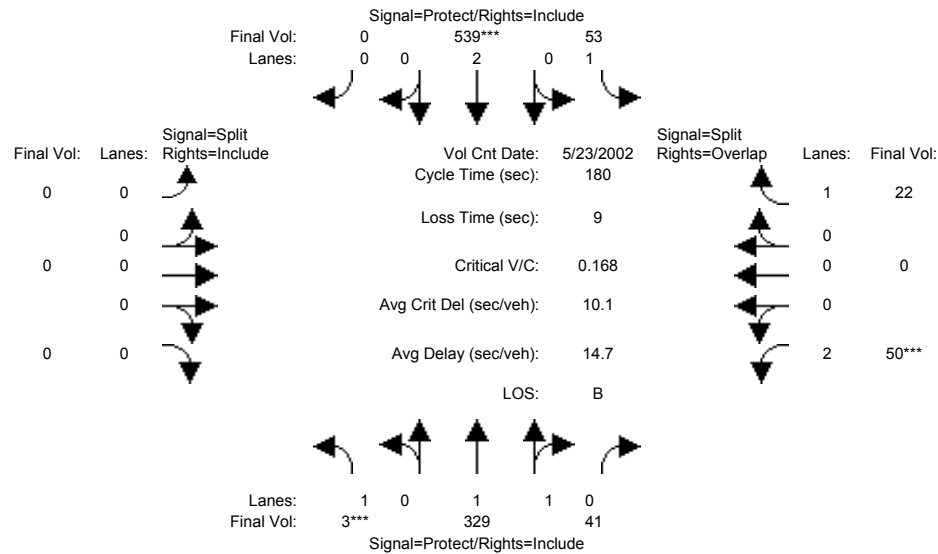 Signal=Protect/Rights=Include
Final Vol: 0 539*** 53
Lanes: 0 0 2 0 1
Signal=Split Signal=Split
Final Vol: Lanes: Rights=Include Vol Cnt Date: 5/23/2002 Rights=Overlap Lanes: Final Vol:
Cycle Time (sec): 180
0 0 1 22
Loss Time (sec): 9
0 0
0 0 Critical V/C: 0.168 0 0
0 Avg Crit Del (sec/veh): 10.1 0
0 0 Avg Delay (sec/veh): 14.7 2 50***
LOS: B
Lanes: 1 0 1 1 0
Final Vol: 3*** 329 41
Signal=Protect/Rights=Include